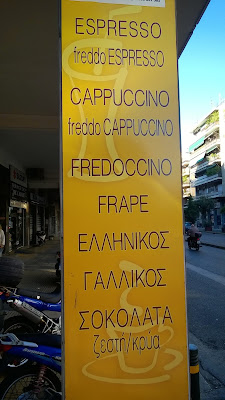 ESPRESSO
freddo ESPRESSO
CAPPUCCINO
freddo CAPPUCCINO
FREDOCCINO
FRAPE
ΕΛΛΗΝΙΚΟΣ
ΓΑΛΛΙΚΟΣ
ΣΟΚΟΛΑΤΑ
ζεστή/κρύα